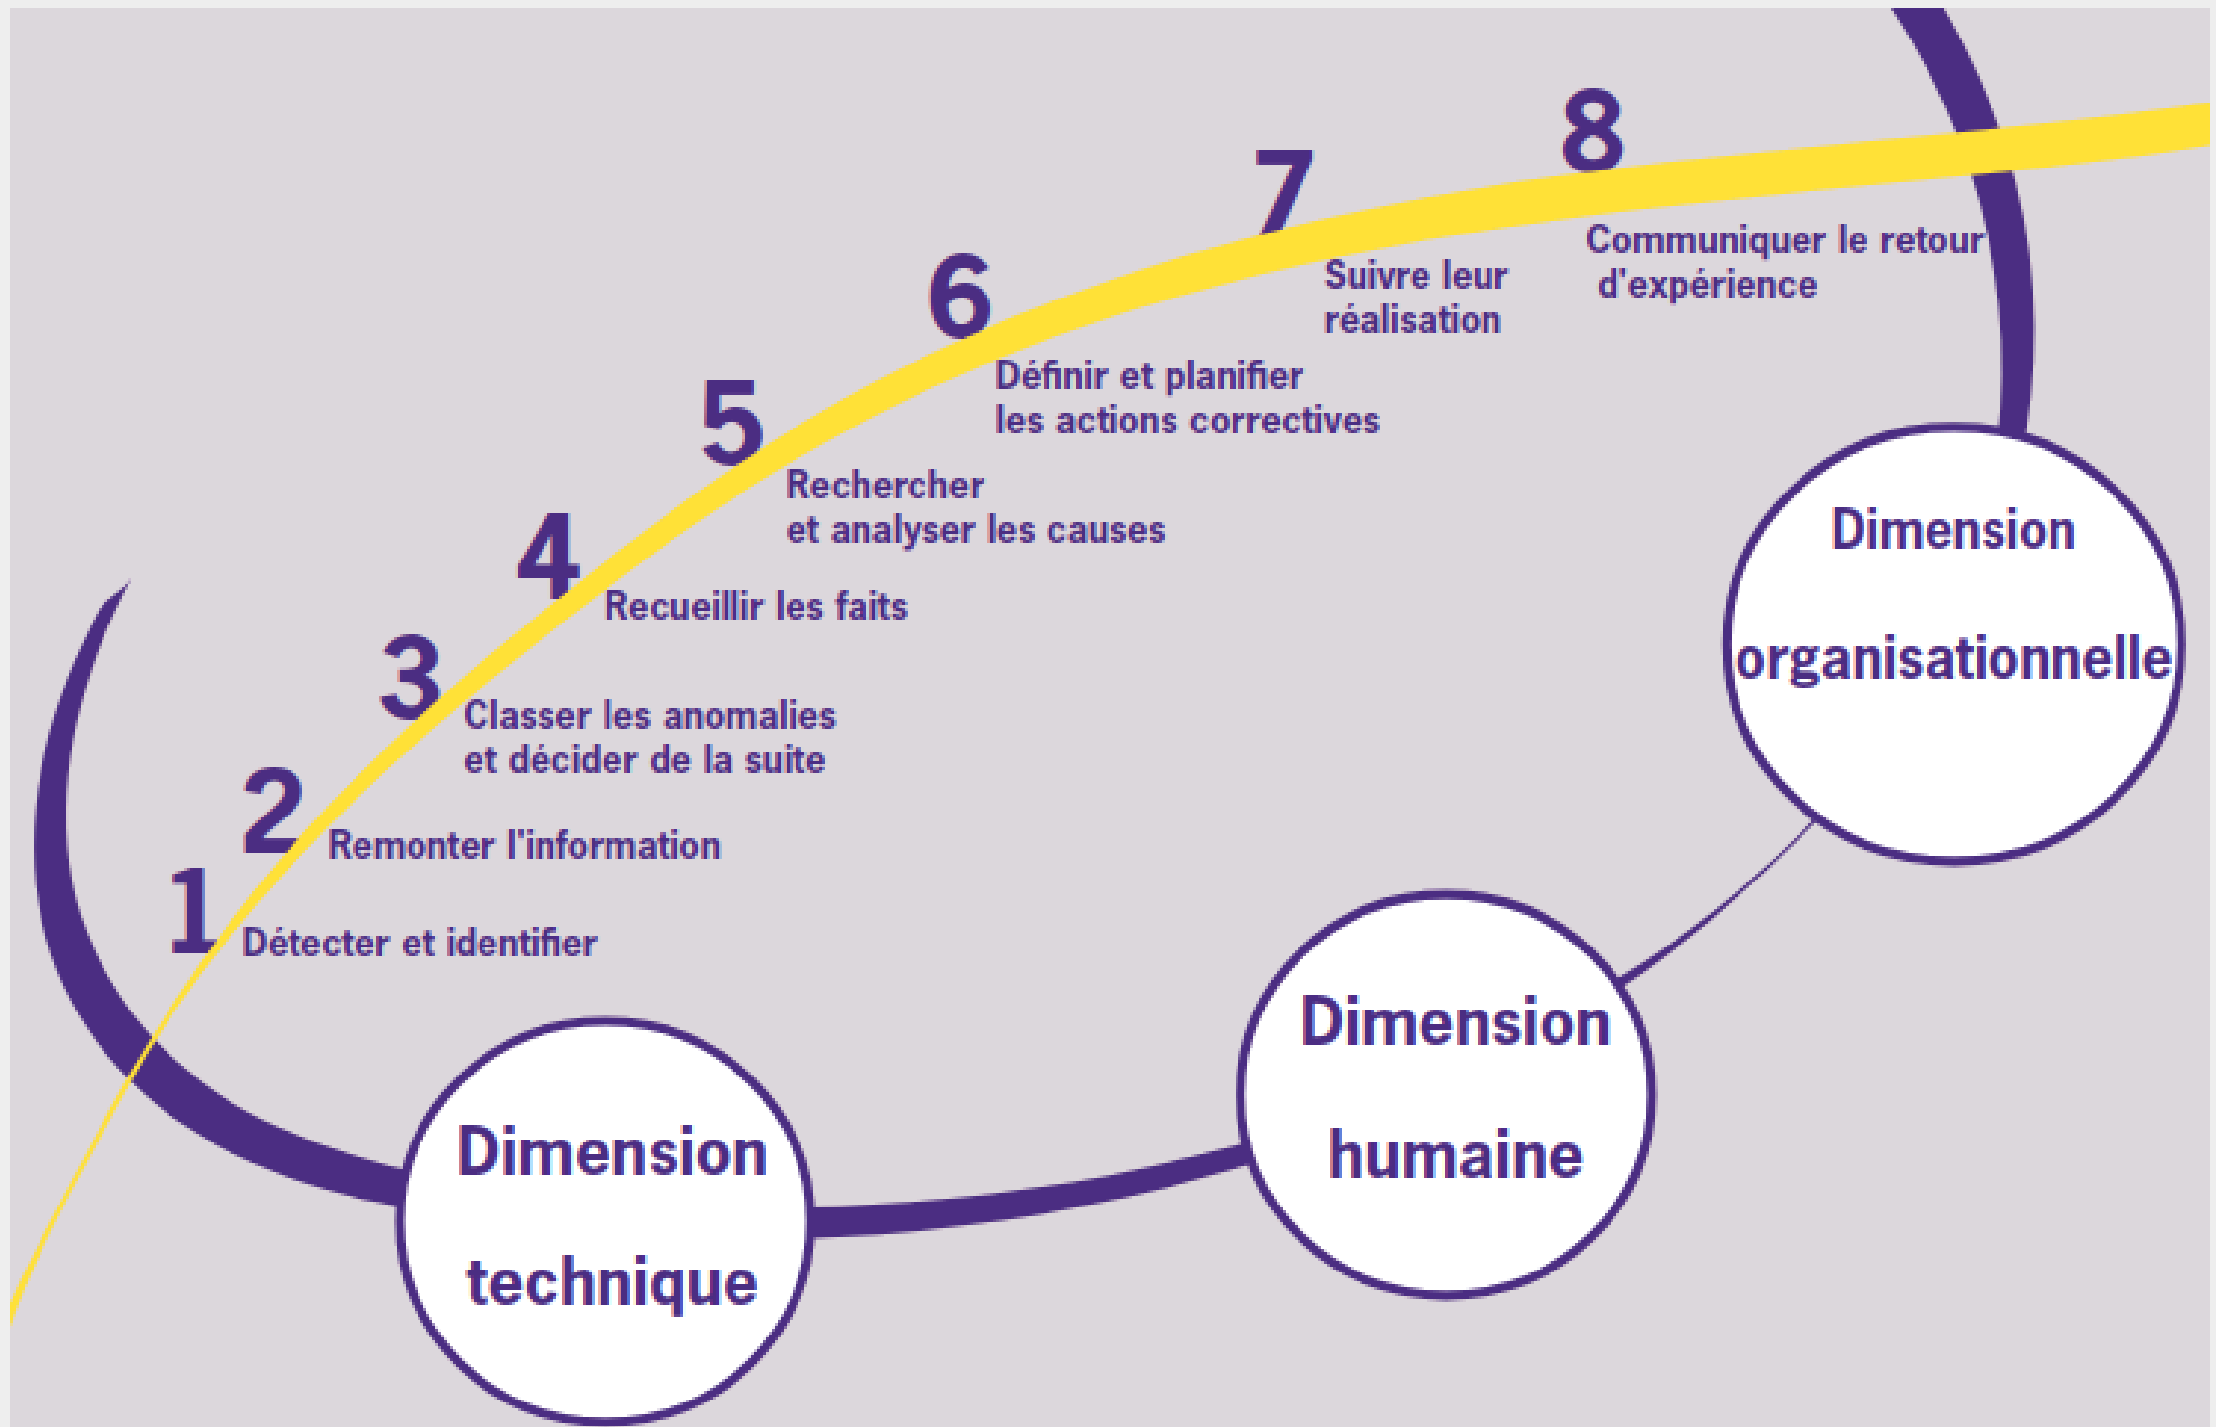 1
Détecter et identifier
2
Remonter l'information
3
Classer les anomalies
et décider de la suite
4
Recueillir les faits
5
Rechercher
et analyser les causes
6
Définir et planifier
les actions correctives
7
Suivre leur
réalisation
8
Communiquer le retour
d'expérience
Dimension
technique
Dimension
humaine
Dimension
organisationnelle